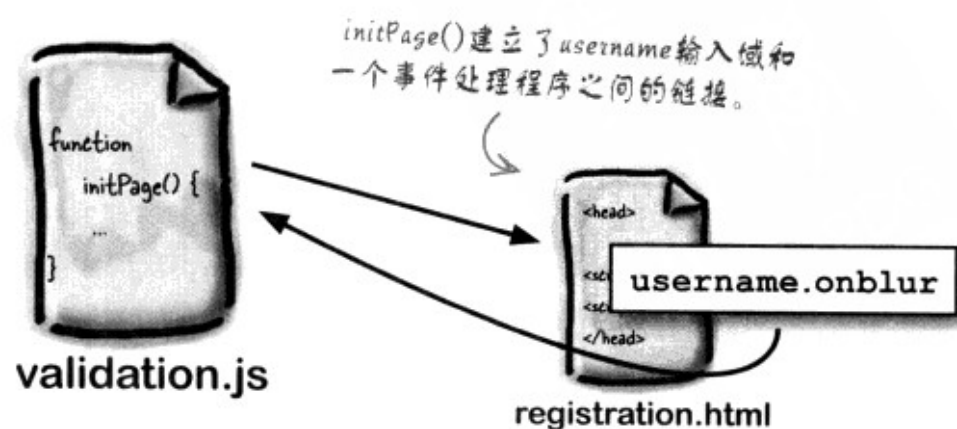 initPage()建立了username输入域和
一个事件处理程序之间的链接。
function
initPage() {
...
}
validation.js
<head>
<sc
<sc
</head>
username.onblur
registration.html